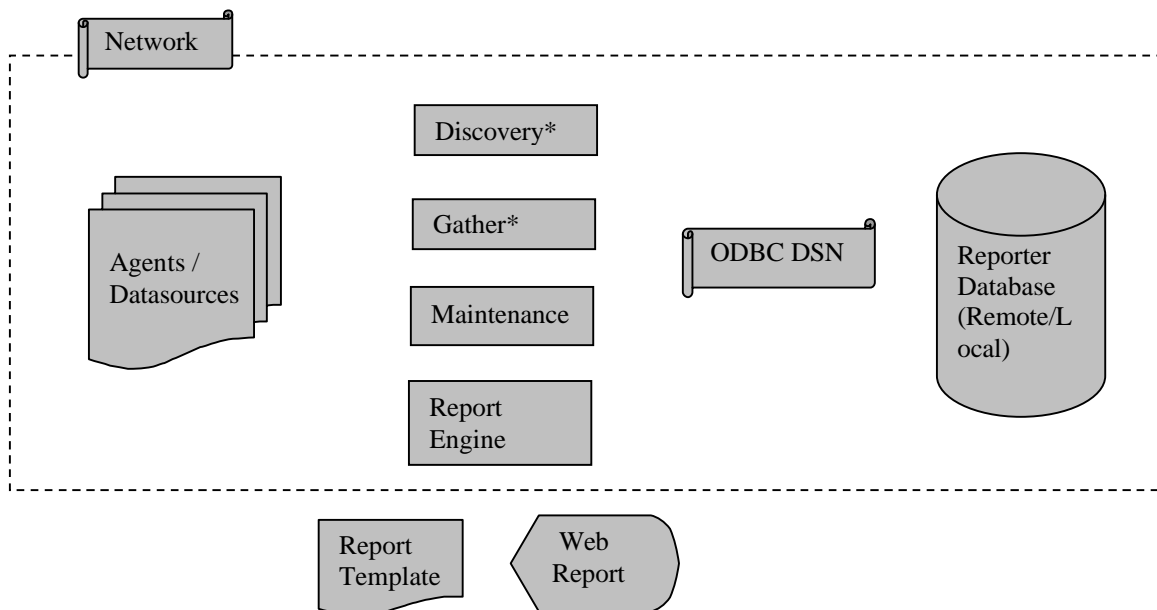 Network
Discovery*
Gather*
Agents /
Datasources
Maintenance
Report
Engine
ODBC DSN
Reporter
Database
(Remote/L
ocal)
Report
Template
Web
Report